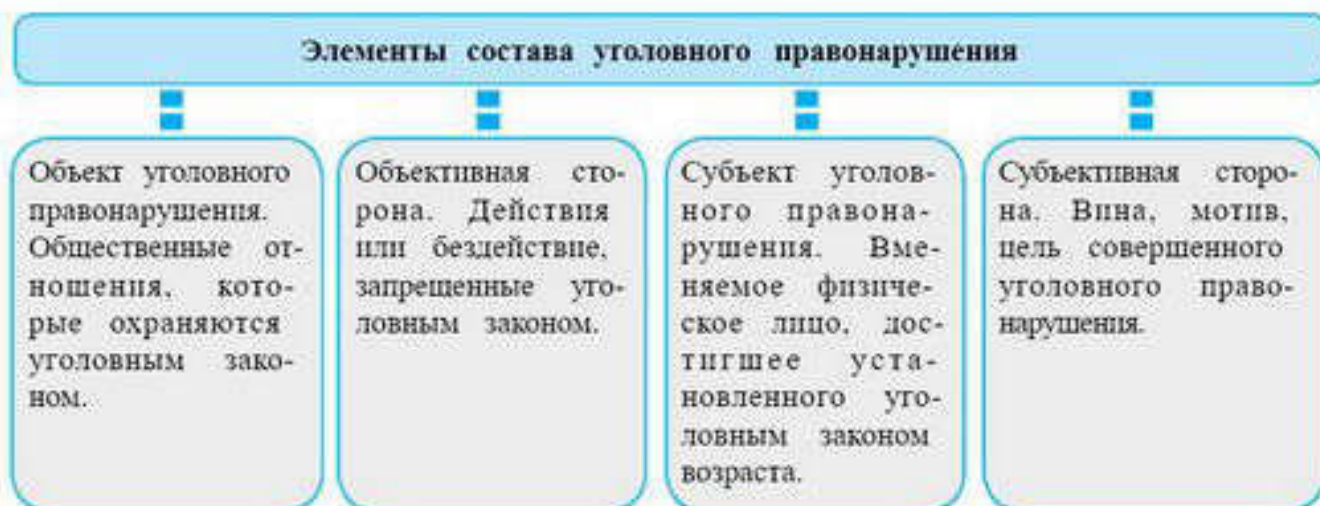 Элементы состава уголовного правонарушения
Объект уголовного
правонарушения.
Общественные от-
ношения, кото-
рые охраняются
уголовным зако-
ном.
Объективная сто-
рона. Действия
или бездействие,
запрещенные уго-
ловным законом.
Субъект уголов-
ного правона-
рушения. Вме-
няемое физиче-
ское лицо, дос-
тигшее уста-
новленного уго-
ловным законом
возраста.
Субъективная сторо-
на. Вина, мотив,
цель совершенного
уголовного право-
нарушения.